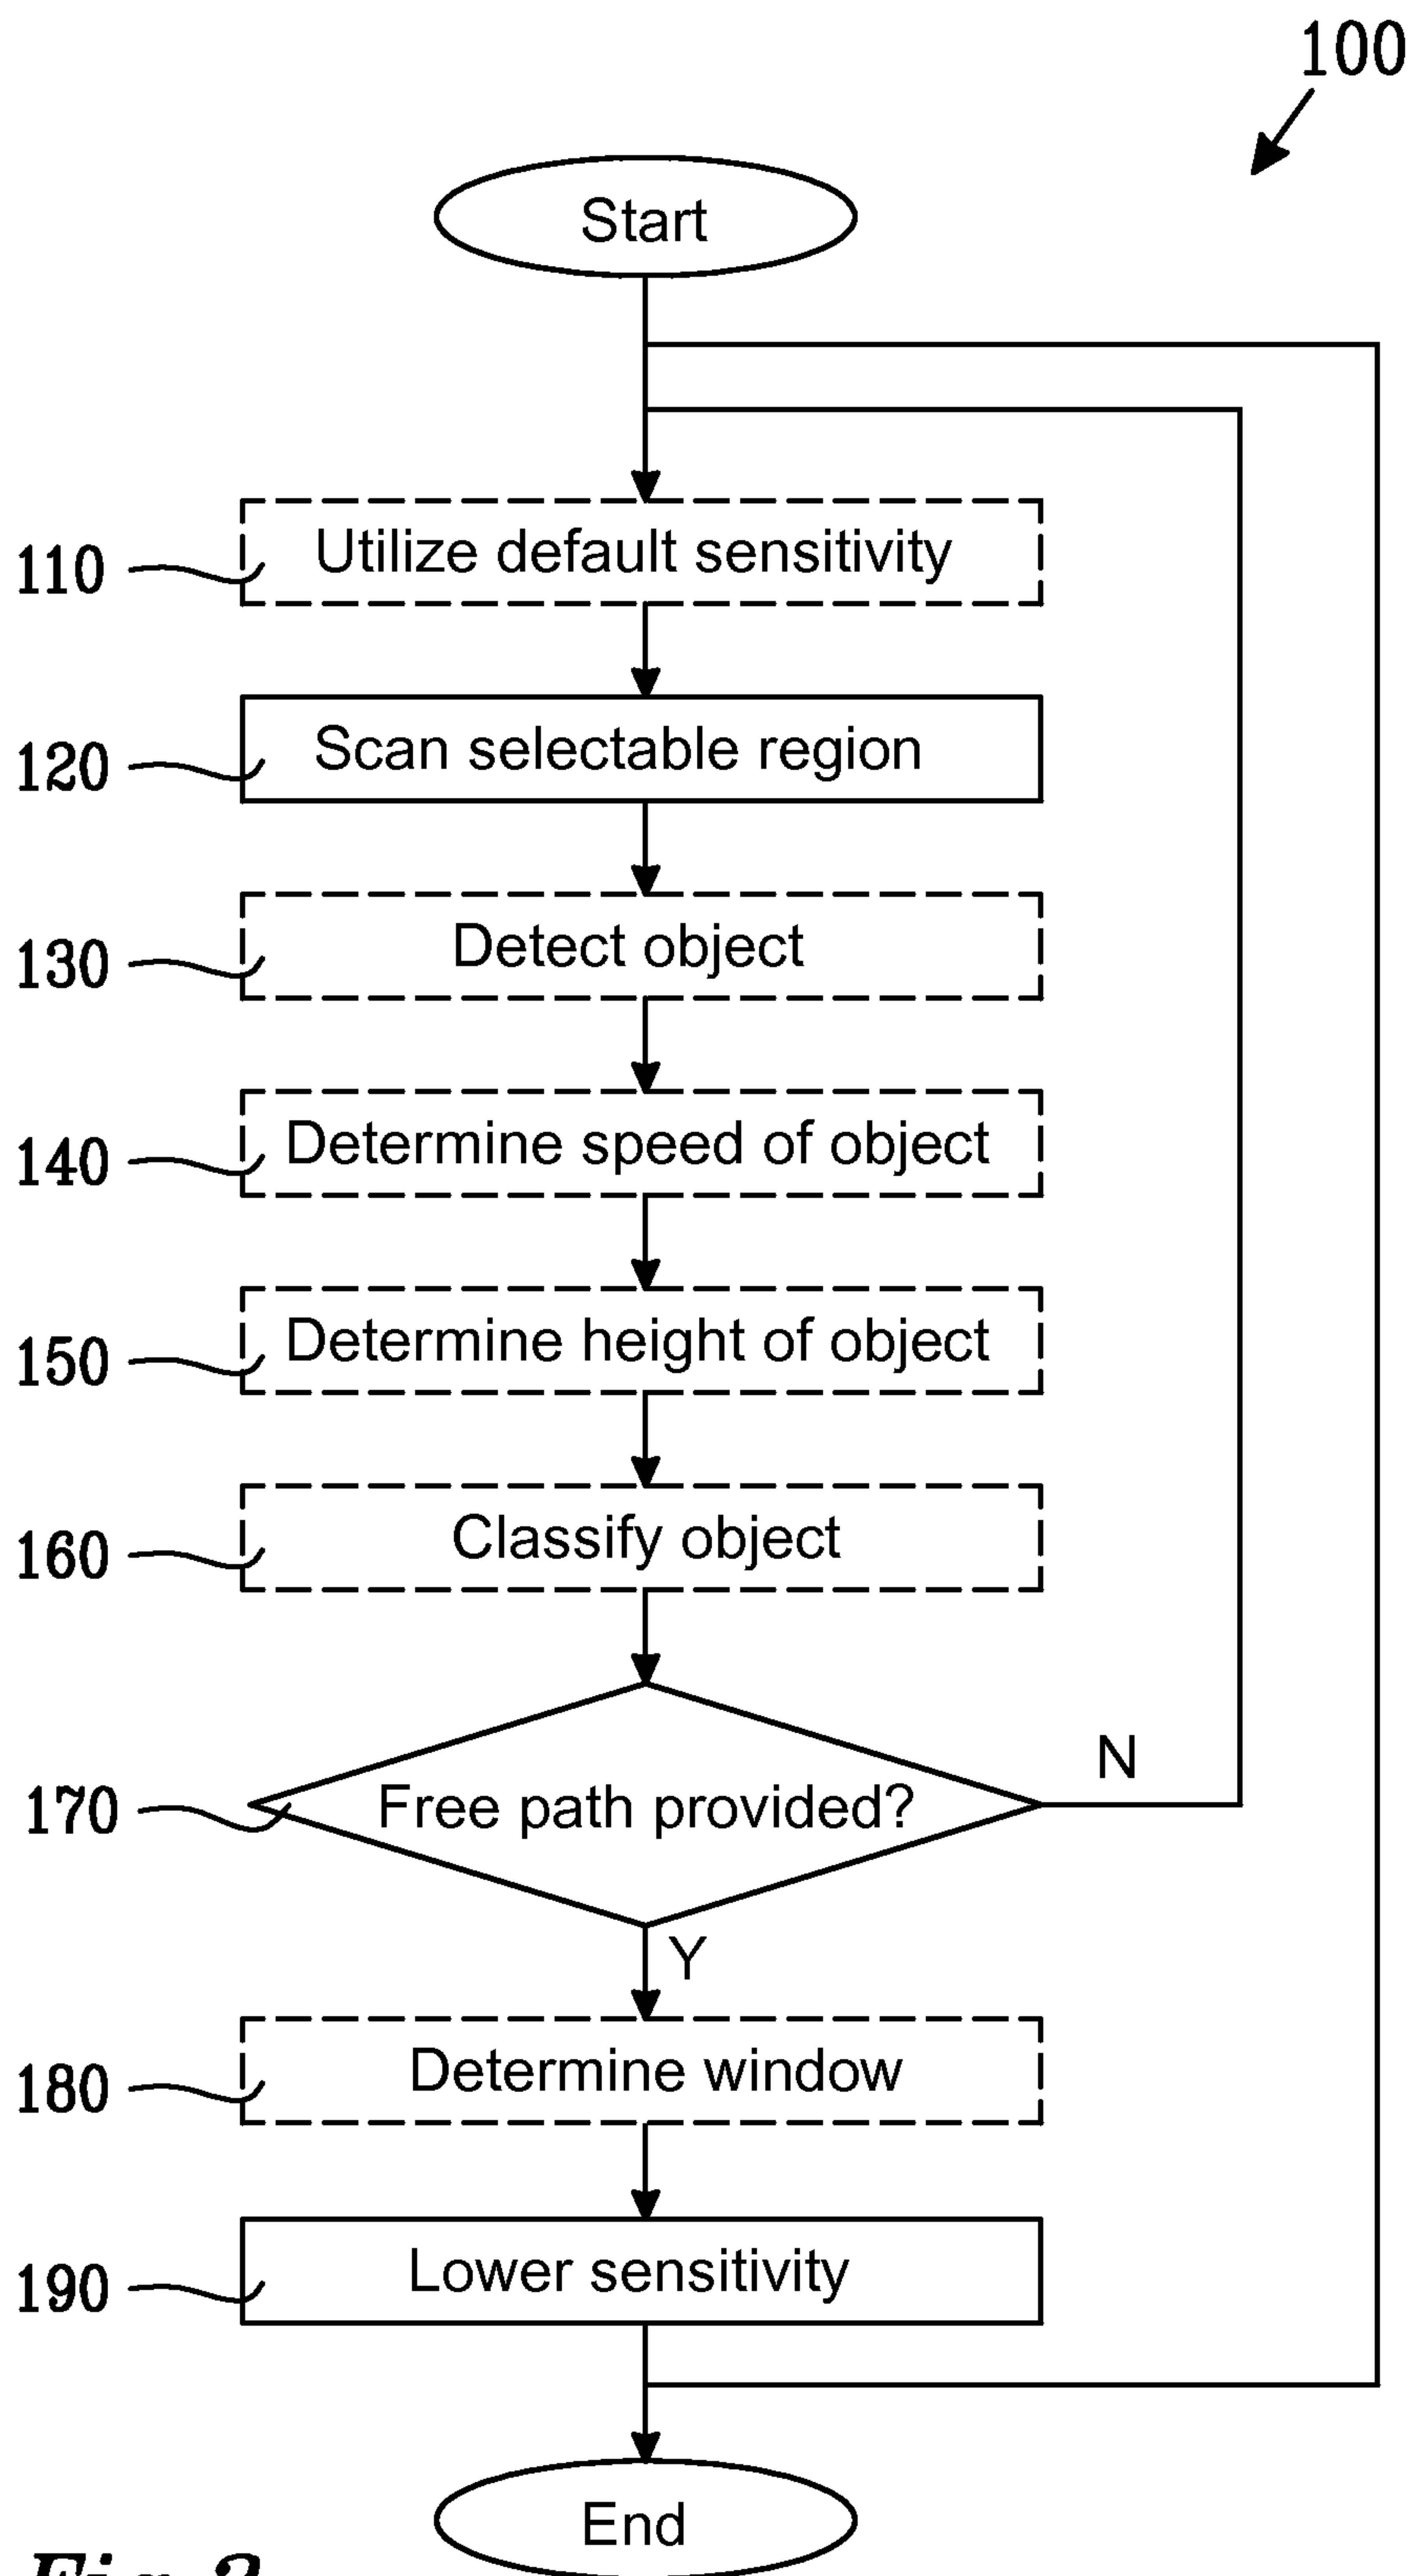 100
Start
110 Utilize default sensitivity
120 Scan selectable region
130 Detect object
140 Determine speed of object
150 Determine height of object
160 Classify object
170 Free path provided? N
Y
180 Determine window
190 Lower sensitivity
End